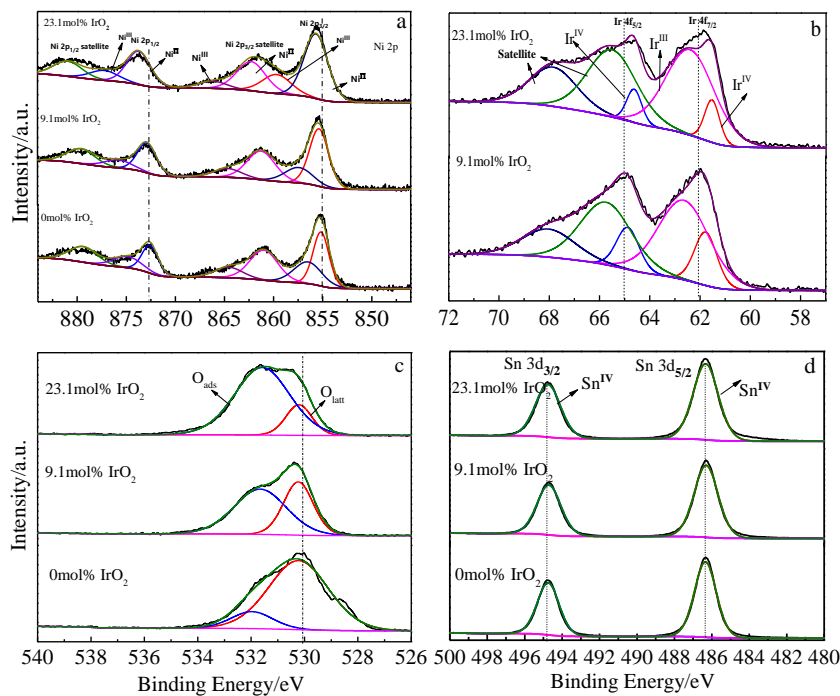 a
23.1mol% IrO2
Ni 2p1/2 satellite
NiIII
Ni 2p1/2
NiII
NiIII
Ni 2p3/2 satellite
NiII
Ni 2p3/2
NiIII
NiII
Ni 2p
9.1mol% IrO2
0mol% IrO2
880 875 870 865 860 855 850
Intensity/a.u.
b
Ir 4f5/2
Ir 4f7/2
23.1mol% IrO2
IrIV
IrIII
Satellite
IrIV
9.1mol% IrO2
72 70 68 66 64 62 60 58
c
23.1mol% IrO2
Oads
Olatt
9.1mol% IrO2
0mol% IrO2
540 538 536 534 532 530 528 526
Binding Energy/eV
Intensity/a.u.
d
Sn 3d3/2
Sn 3d5/2
SnIV
SnIV
23.1mol% IrO2
9.1mol% IrO2
0mol% IrO2
500 498 496 494 492 490 488 486 484 482 480
Binding Energy/eV